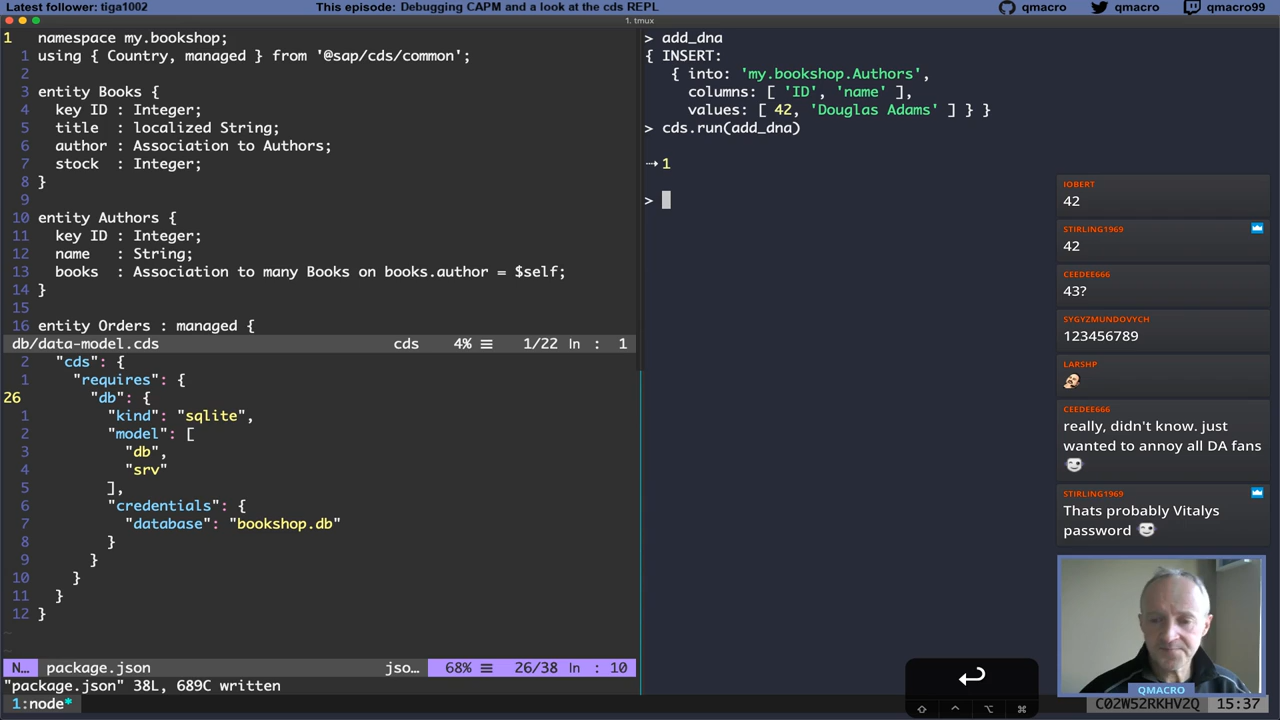 Latest follower: tiga1002
This episode: Debugging CAPM and a look at the cds REPL
qmacro
qmacro
qmacro99
1. tmux
1 namespace my.bookshop;
1 using { Country, managed } from '@sap/cds/common';
2
3 entity Books {
4 key ID : Integer;
5 title : localized String;
6 author : Association to Authors;
7 stock : Integer;
8 }
9
10 entity Authors {
11 key ID : Integer;
12 name : String;
13 books : Association to many Books on books.author = $self;
14 }
15
16 entity Orders : managed {
db/data-model.cds cds 4% ☰ 1/22 ln : 1
2 "cds": {
1 "requires": {
26 "db": {
1 "kind": "sqlite",
2 "model": [
3 "db",
4 "srv"
5 ],
6 "credentials": {
7 "database": "bookshop.db"
8 }
9 }
10 }
11 }
12 }
~
~
N… package.json jso… 68% ☰ 26/38 ln : 10
"package.json" 38L, 689C written
1:node*
> add_dna
{ INSERT:
{ into: 'my.bookshop.Authors',
columns: [ 'ID', 'name' ],
values: [ 42, 'Douglas Adams' ] } }
> cds.run(add_dna)
⇢ 1
>
IOBERT
42
STIRLING1969
42
CEEDEE666
43?
SYGYZMUNDOVYCH
123456789
LARSHP
CEEDEE666
really, didn't know. just
wanted to annoy all DA fans
STIRLING1969
Thats probably Vitalys
password
QMACRO
C02W52RKHV2Q 15:37